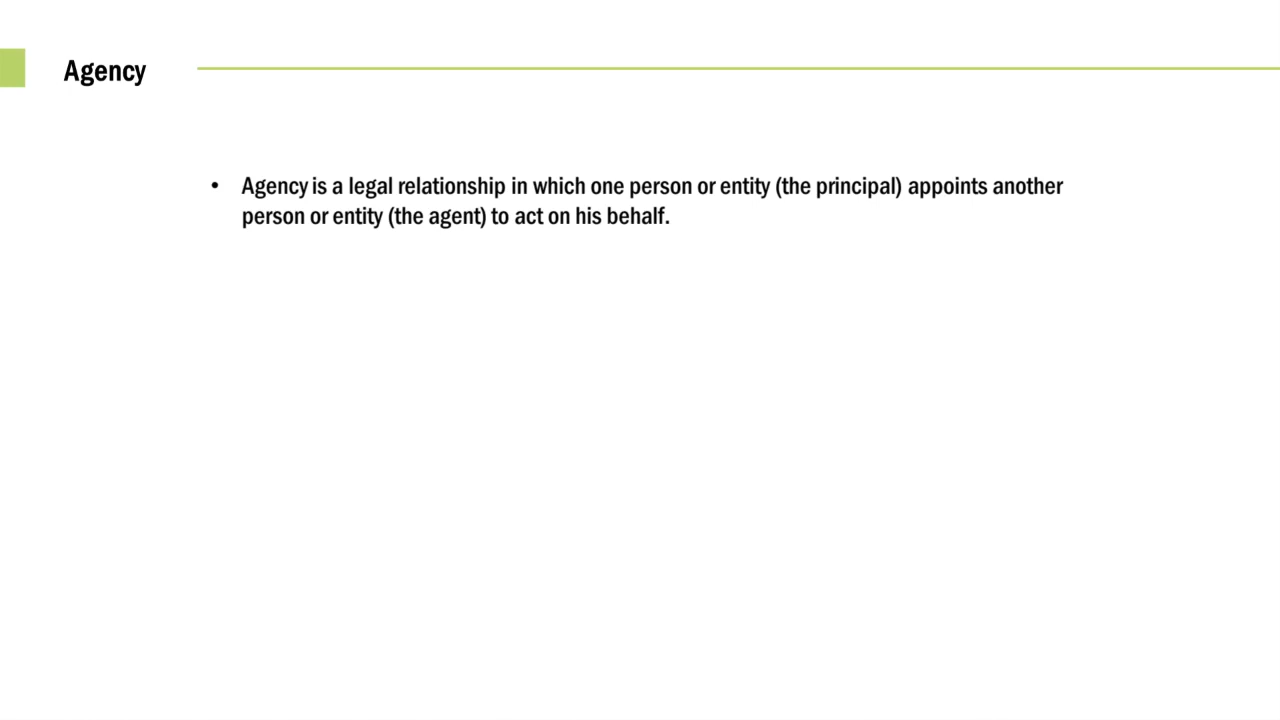 Agency
• Agency is a legal relationship in which one person or entity (the principal) appoints another
person or entity (the agent) to act on his behalf.